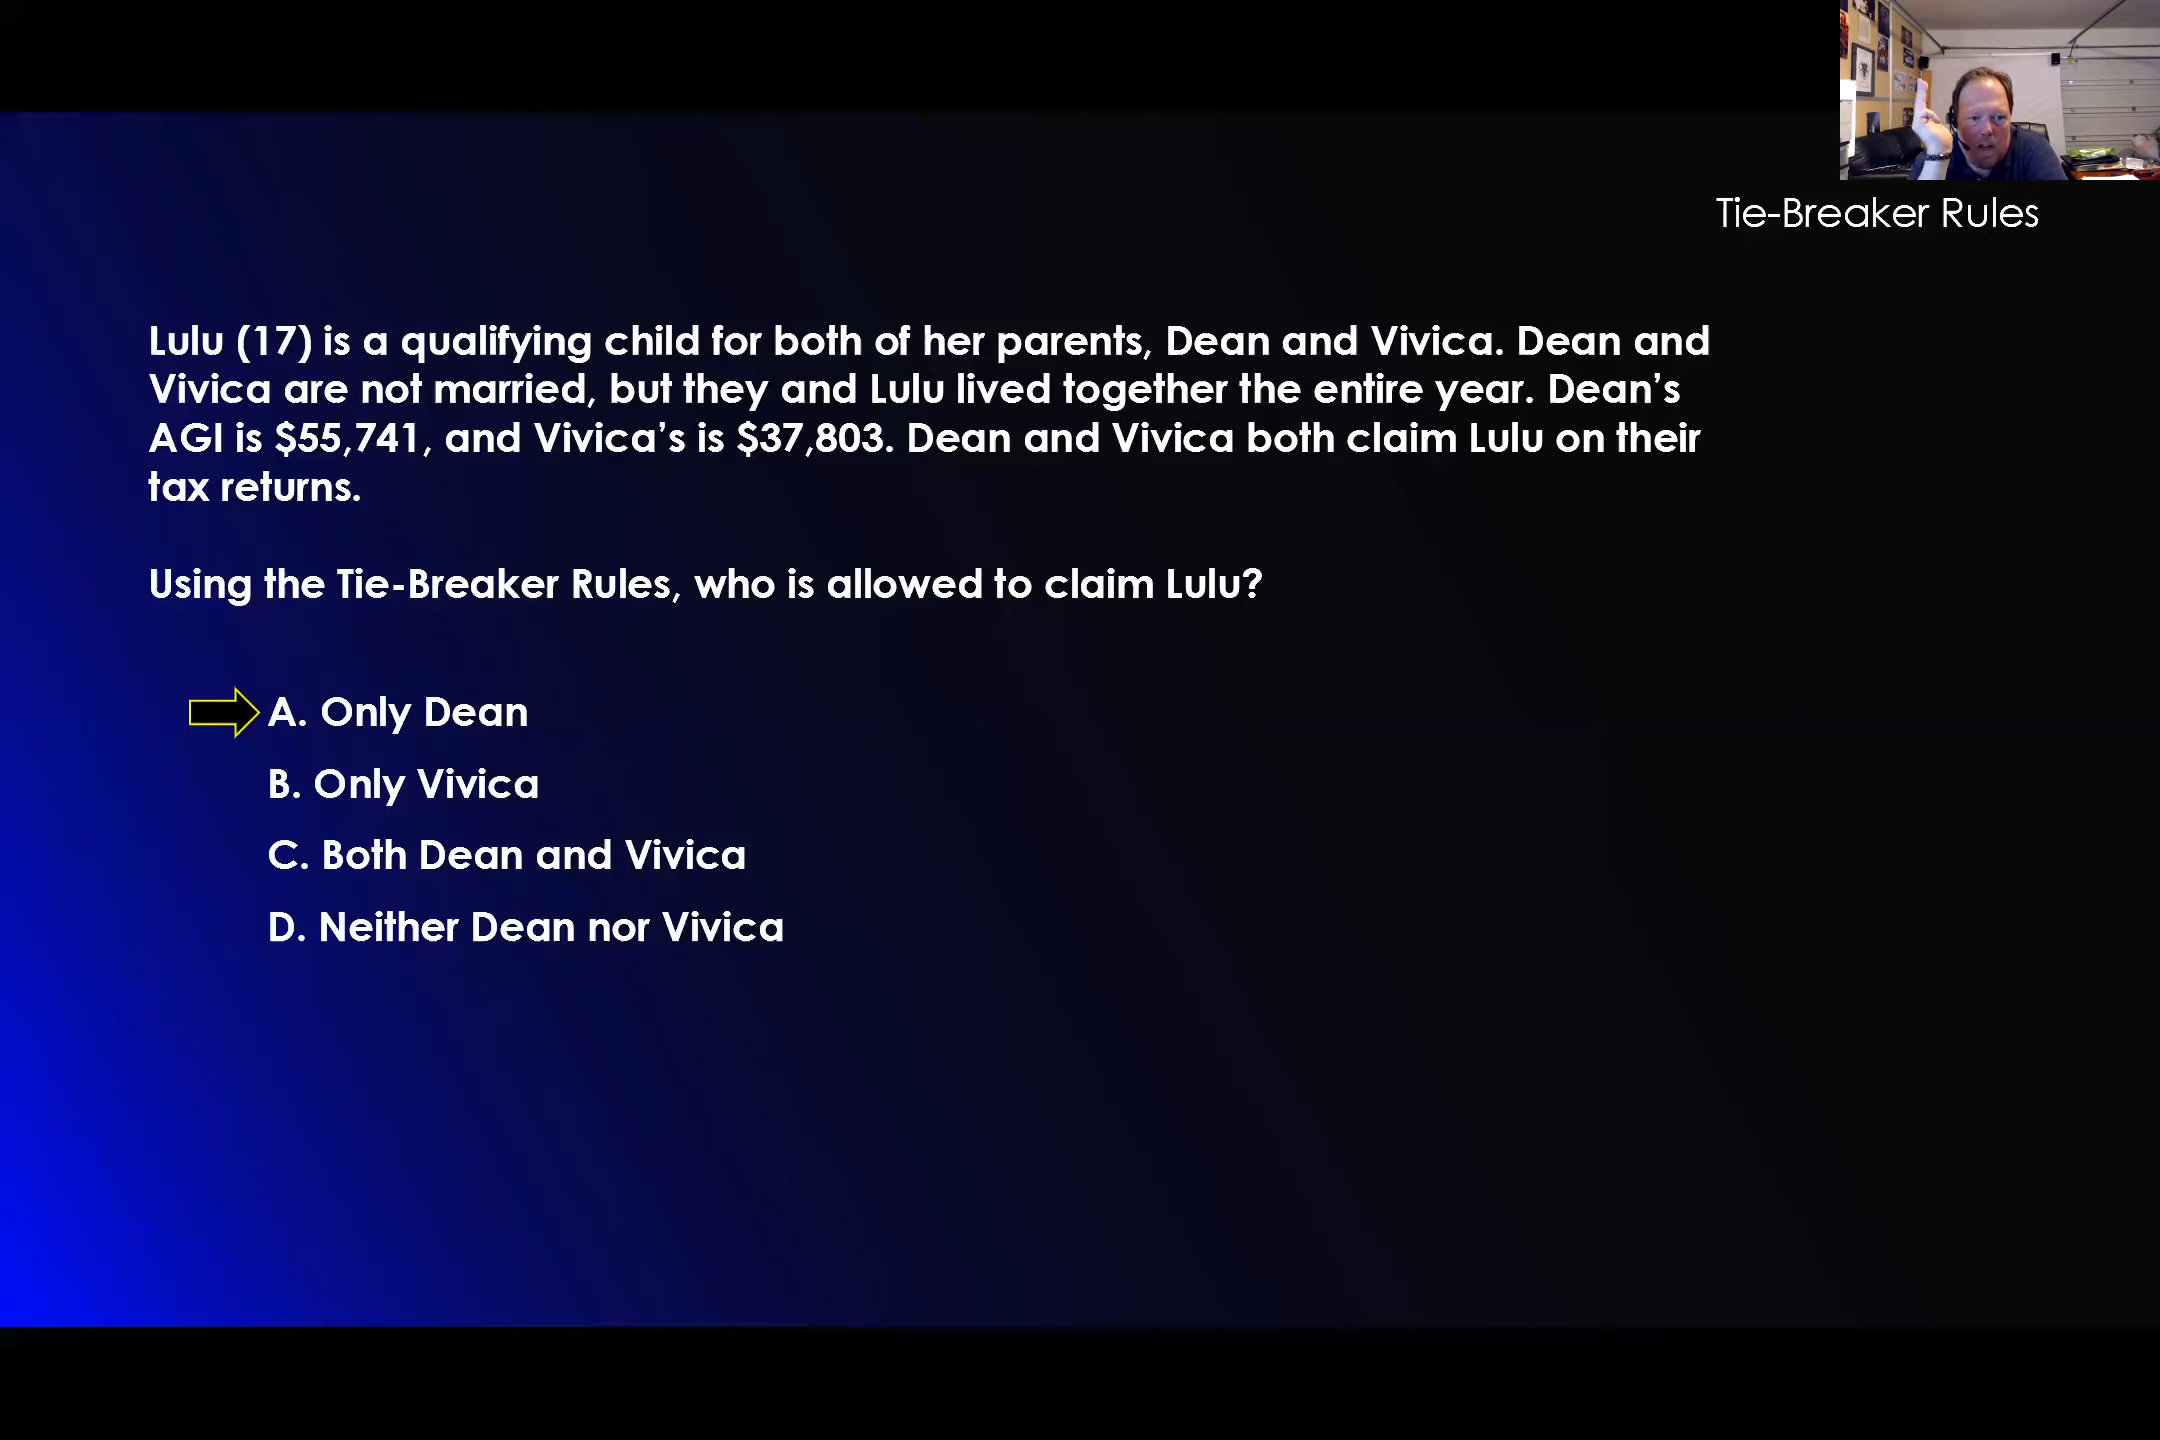 Tie-Breaker Rules
Lulu (17) is a qualifying child for both of her parents, Dean and Vivica. Dean and
Vivica are not married, but they and Lulu lived together the entire year. Dean’s
AGI is $55,741, and Vivica’s is $37,803. Dean and Vivica both claim Lulu on their
tax returns.
Using the Tie-Breaker Rules, who is allowed to claim Lulu?
A. Only Dean
B. Only Vivica
C. Both Dean and Vivica
D. Neither Dean nor Vivica